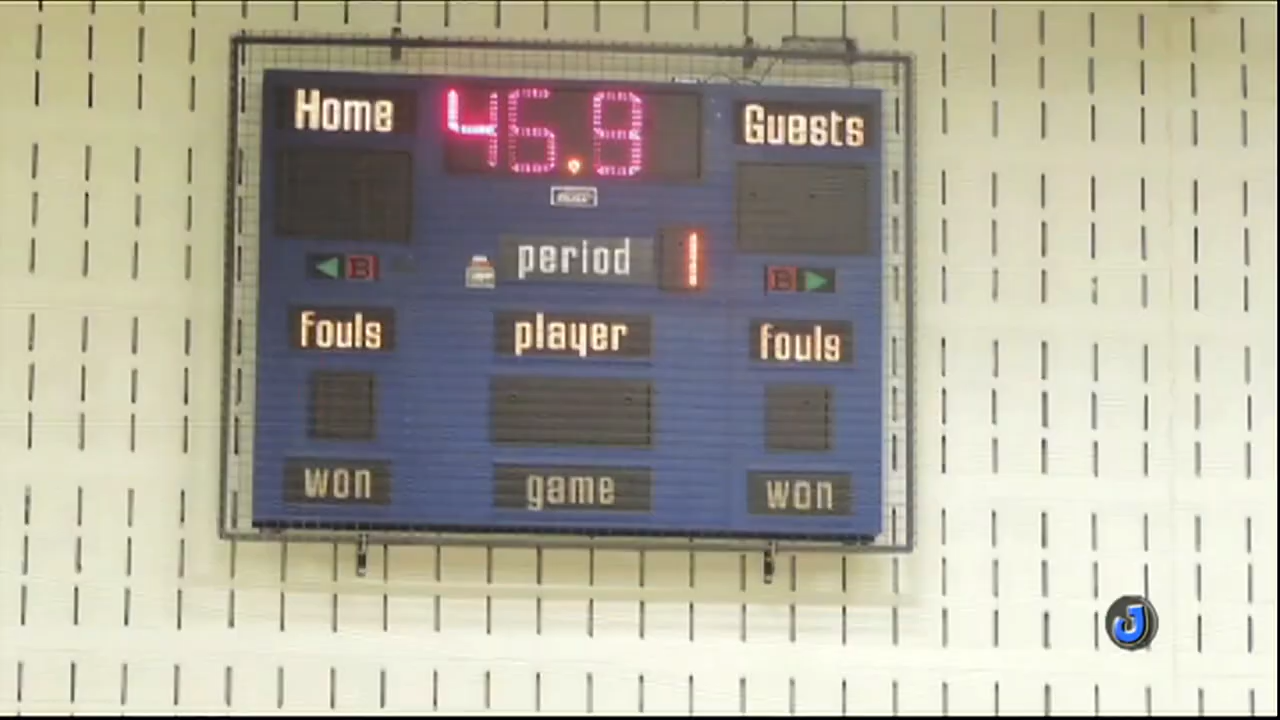 Home 45.8 Guests
period 1
B B
fouls player fouls
won game won
J